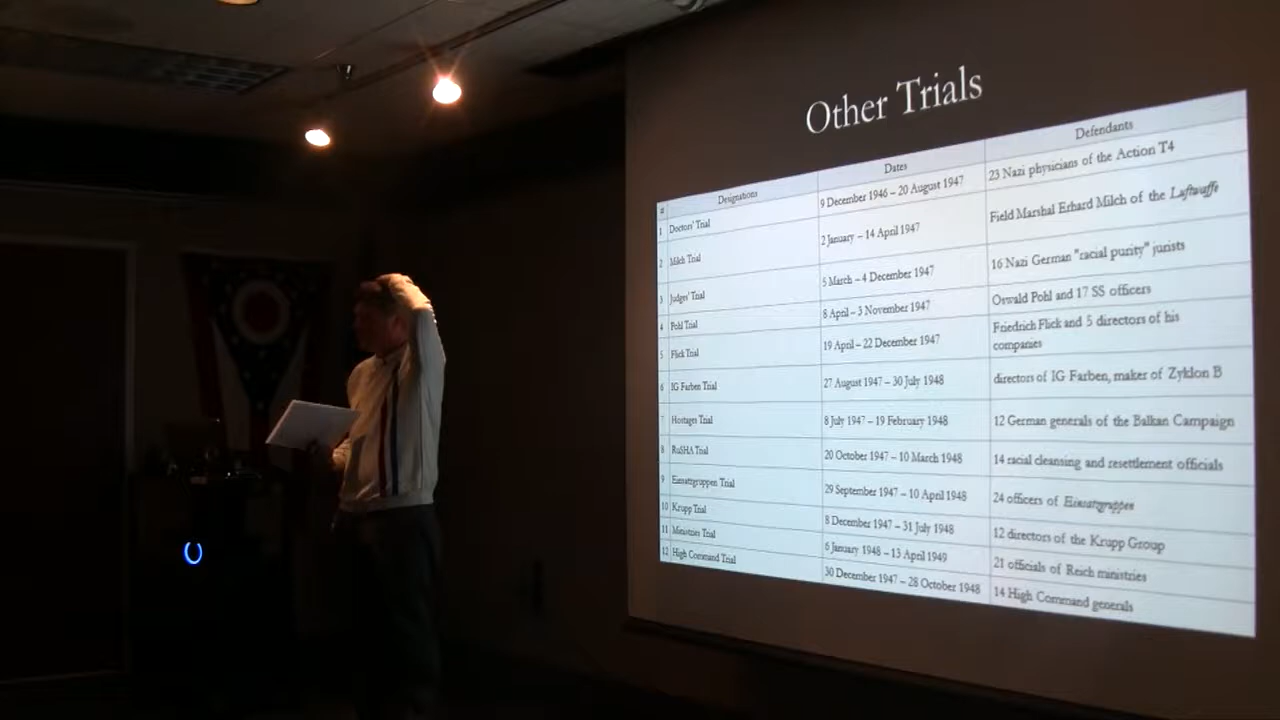 Other Trials
# Designations Dates Defendants
1 Doctors' Trial 9 December 1946 – 20 August 1947 23 Nazi physicians of the Action T4
2 Milch Trial 2 January – 14 April 1947 Field Marshal Erhard Milch of the Luftwaffe
3 Judges' Trial 5 March – 4 December 1947 16 Nazi German "racial purity" jurists
4 Pohl Trial 8 April – 3 November 1947 Oswald Pohl and 17 SS officers
5 Flick Trial 19 April – 22 December 1947 Friedrich Flick and 5 directors of his
companies
6 IG Farben Trial 27 August 1947 – 30 July 1948 directors of IG Farben, maker of Zyklon B
7 Hostages Trial 8 July 1947 – 19 February 1948 12 German generals of the Balkan Campaign
8 RuSHA Trial 20 October 1947 – 10 March 1948 14 racial cleansing and resettlement officials
9 Einsatzgruppen Trial 29 September 1947 – 10 April 1948 24 officers of Einsatzgruppen
10 Krupp Trial 8 December 1947 – 31 July 1948 12 directors of the Krupp Group
11 Ministries Trial 6 January 1948 – 13 April 1949 21 officials of Reich ministries
12 High Command Trial 30 December 1947 – 28 October 1948 14 High Command generals